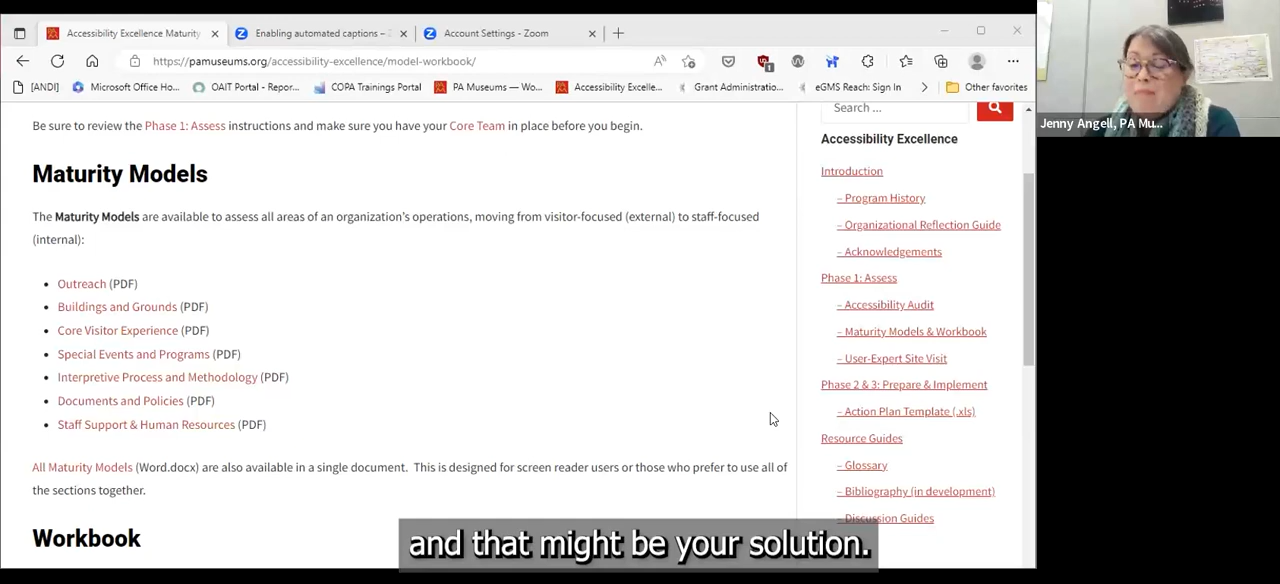 Accessibility Excellence Maturity
Enabling automated captions –
Account Settings - Zoom
https://pamuseums.org/accessibility-excellence/model-workbook/
[ANDI]
Microsoft Office Ho...
OAIT Portal - Repor...
COPA Trainings Portal
PA Museums — Wo...
Accessibility Excelle...
Grant Administratio...
eGMS Reach: Sign In
Other favorites
Be sure to review the Phase 1: Assess instructions and make sure you have your Core Team in place before you begin.
Maturity Models
The Maturity Models are available to assess all areas of an organization's operations, moving from visitor-focused (external) to staff-focused
(internal):
Outreach (PDF)
Buildings and Grounds (PDF)
Core Visitor Experience (PDF)
Special Events and Programs (PDF)
Interpretive Process and Methodology (PDF)
Documents and Policies (PDF)
Staff Support & Human Resources (PDF)
All Maturity Models (Word.docx) are also available in a single document. This is designed for screen reader users or those who prefer to use all of
the sections together.
Workbook
Search ...
Accessibility Excellence
Introduction
– Program History
– Organizational Reflection Guide
– Acknowledgements
Phase 1: Assess
– Accessibility Audit
– Maturity Models & Workbook
– User-Expert Site Visit
Phase 2 & 3: Prepare & Implement
– Action Plan Template (.xls)
Resource Guides
– Glossary
– Bibliography (in development)
– Discussion Guides
Jenny Angell, PA Mu...
and that might be your solution.